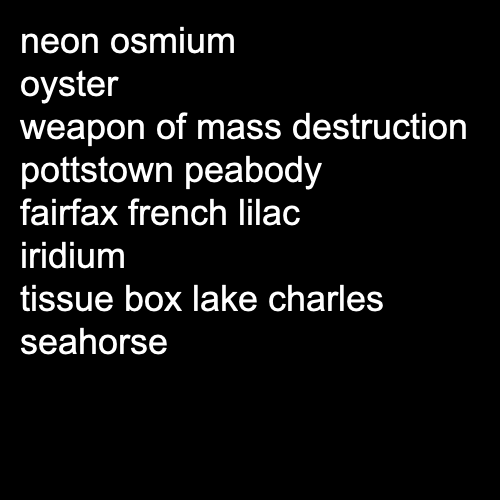 neon osmium
oyster
weapon of mass destruction
pottstown peabody
fairfax french lilac
iridium
tissue box lake charles
seahorse